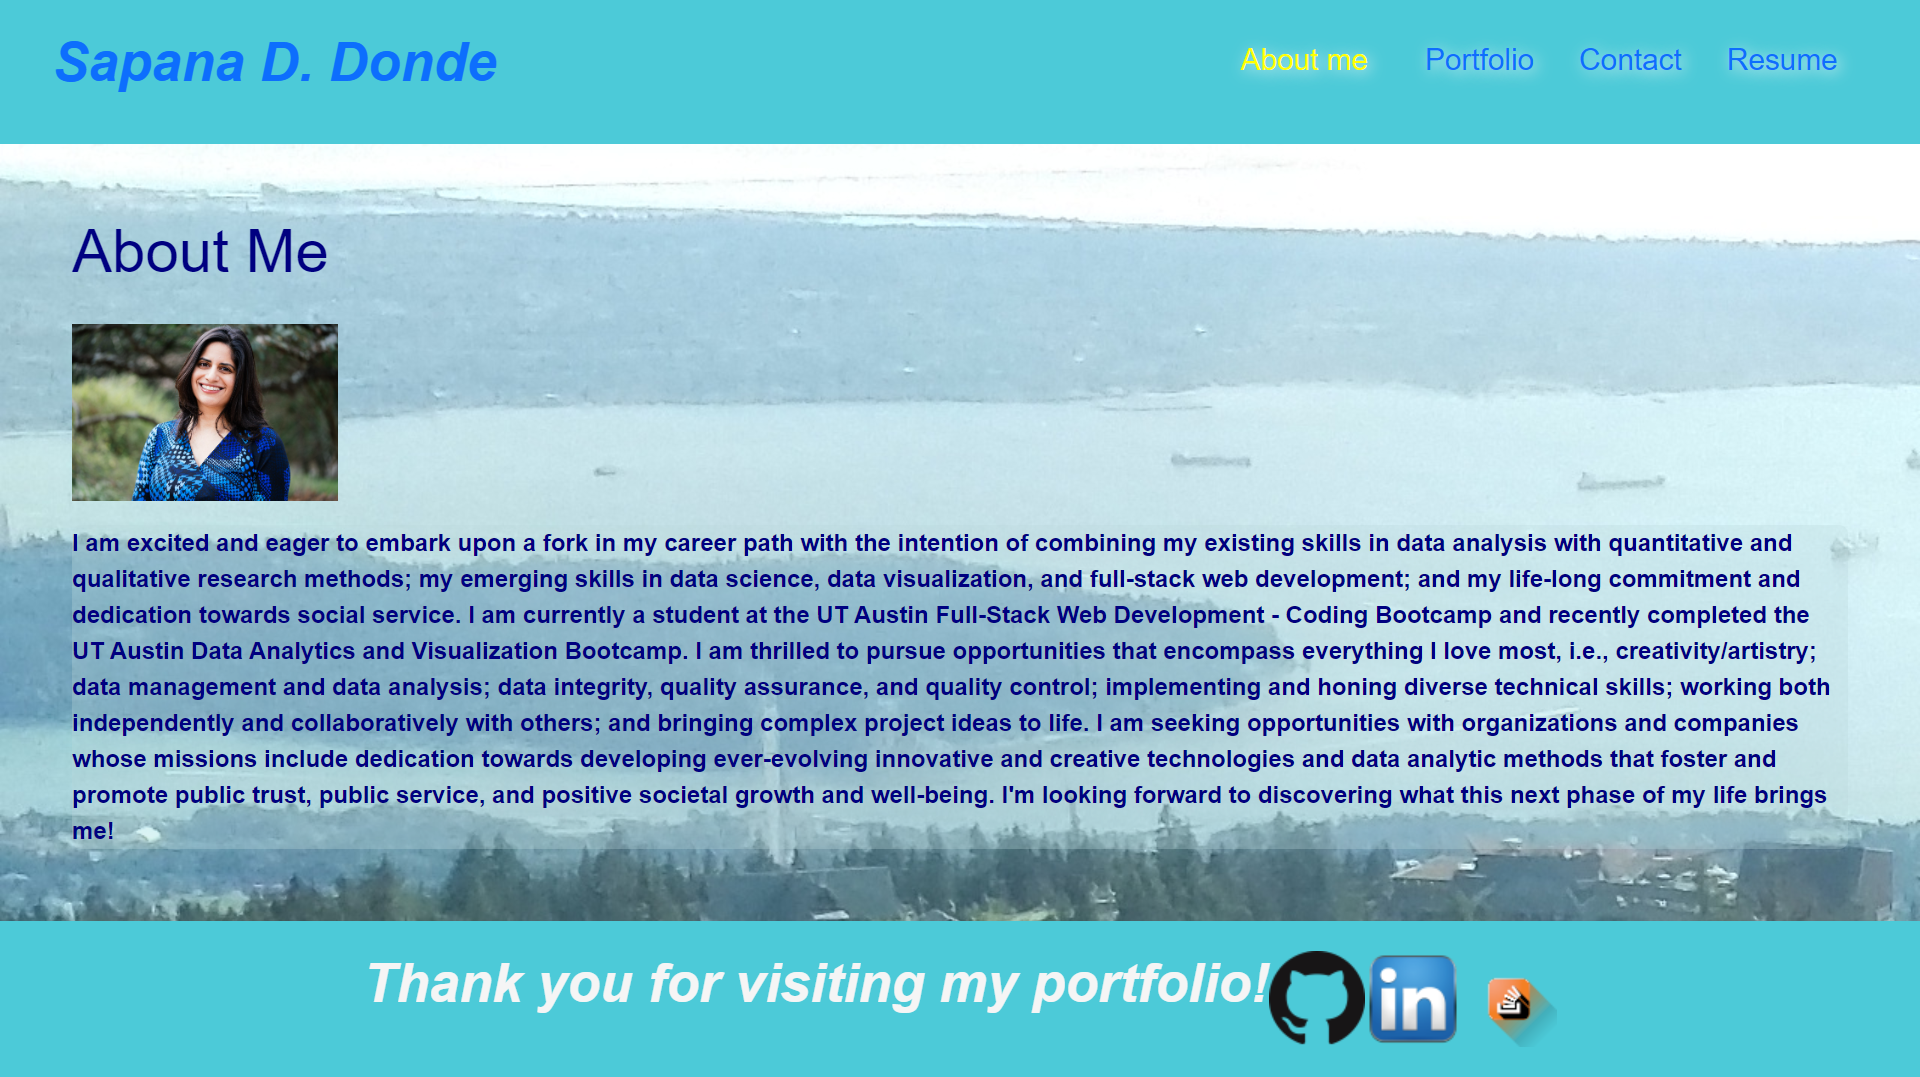 Sapana D. Donde
About me Portfolio Contact Resume
About Me
I am excited and eager to embark upon a fork in my career path with the intention of combining my existing skills in data analysis with quantitative and
qualitative research methods; my emerging skills in data science, data visualization, and full-stack web development; and my life-long commitment and
dedication towards social service. I am currently a student at the UT Austin Full-Stack Web Development - Coding Bootcamp and recently completed the
UT Austin Data Analytics and Visualization Bootcamp. I am thrilled to pursue opportunities that encompass everything I love most, i.e., creativity/artistry;
data management and data analysis; data integrity, quality assurance, and quality control; implementing and honing diverse technical skills; working both
independently and collaboratively with others; and bringing complex project ideas to life. I am seeking opportunities with organizations and companies
whose missions include dedication towards developing ever-evolving innovative and creative technologies and data analytic methods that foster and
promote public trust, public service, and positive societal growth and well-being. I'm looking forward to discovering what this next phase of my life brings
me!
Thank you for visiting my portfolio!
in